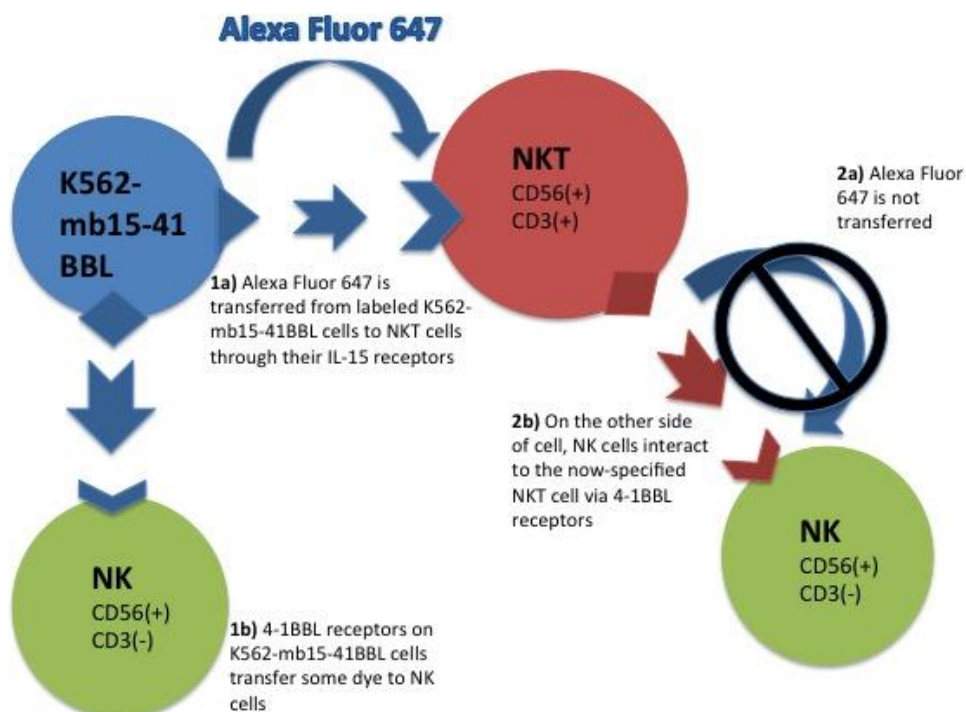 Alexa Fluor 647
K562-
mb15-41
BBL
NKT
CD56(+)
CD3(+)
2a) Alexa Fluor
647 is not
transferred
1a) Alexa Fluor 647 is
transferred from labeled K562-
mb15-41BBL cells to NKT cells
through their IL-15 receptors
2b) On the other side
of cell, NK cells interact
to the now-specified
NKT cell via 4-1BBL
receptors
NK
CD56(+)
CD3(-)
1b) 4-1BBL receptors on
K562-mb15-41BBL cells
transfer some dye to NK
cells
NK
CD56(+)
CD3(-)